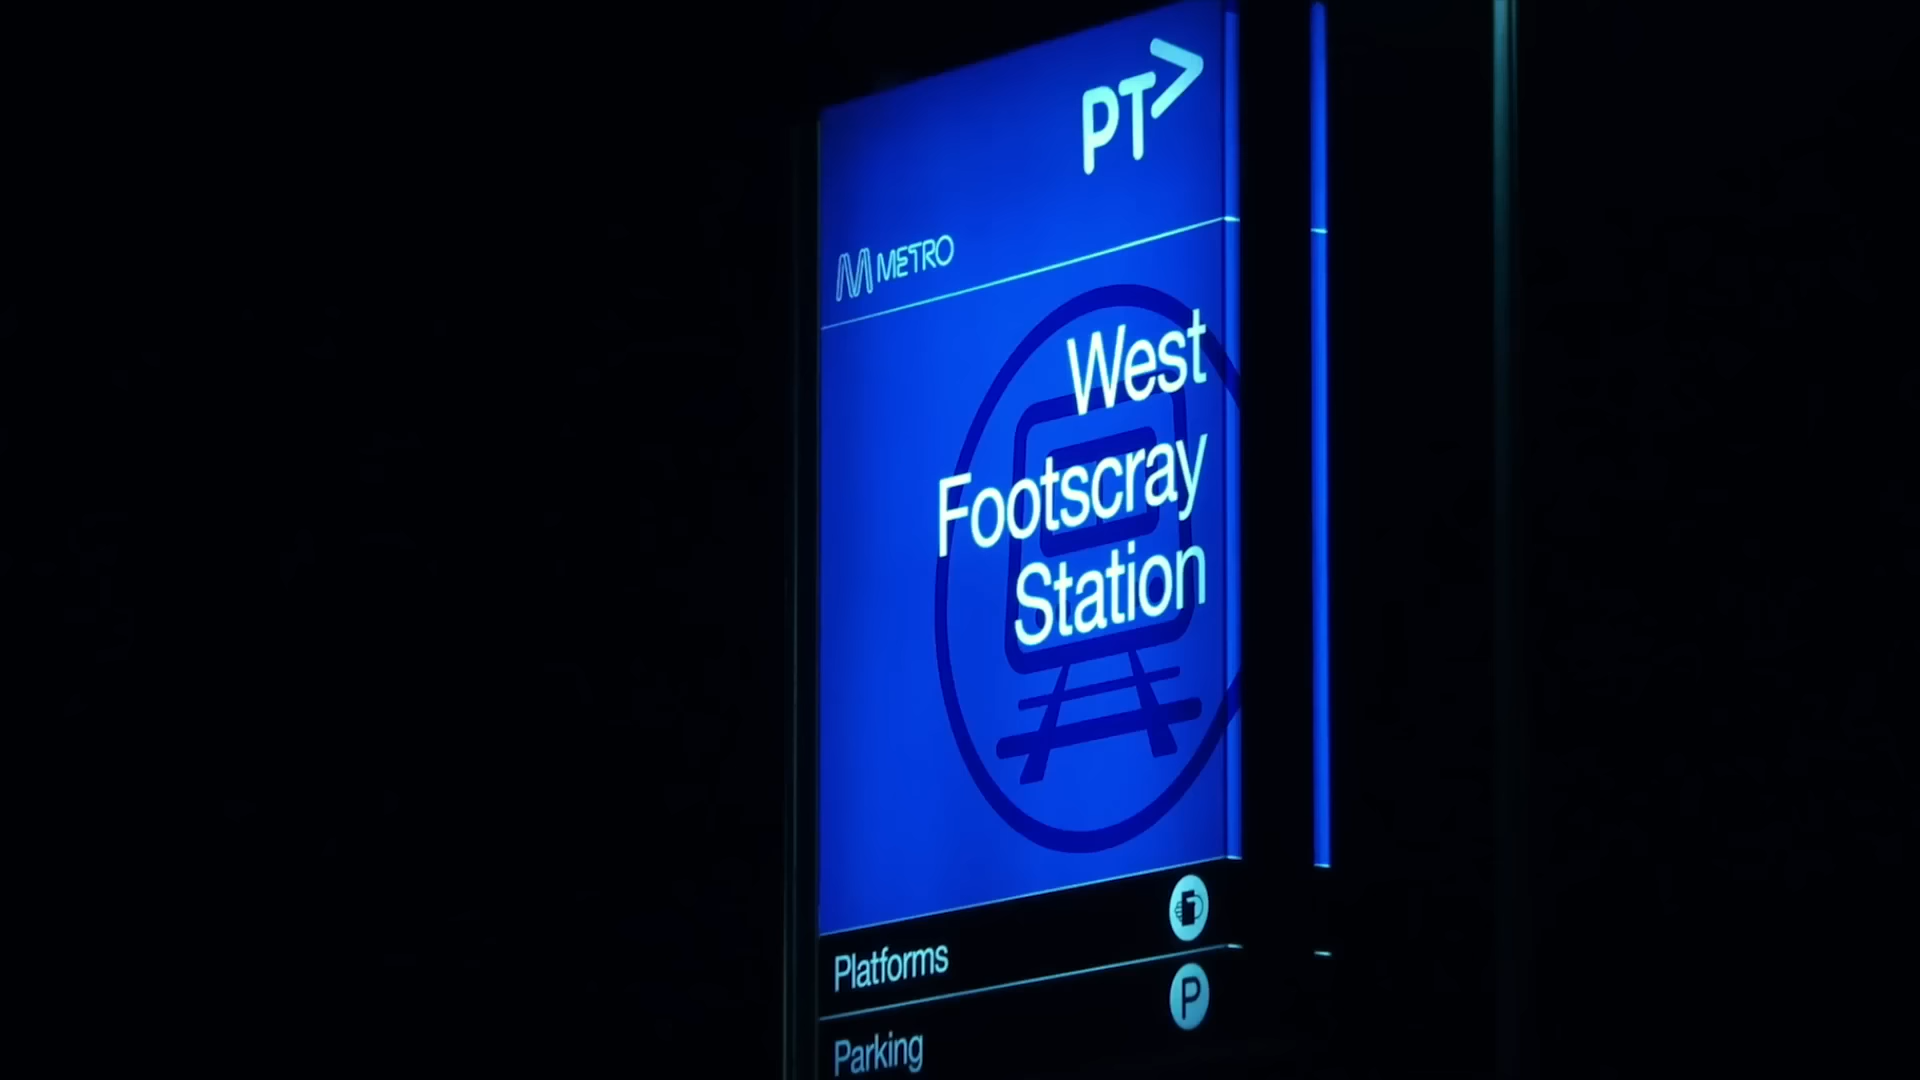 PT>
METRO
West
Footscray
Station
Platforms
Parking
P